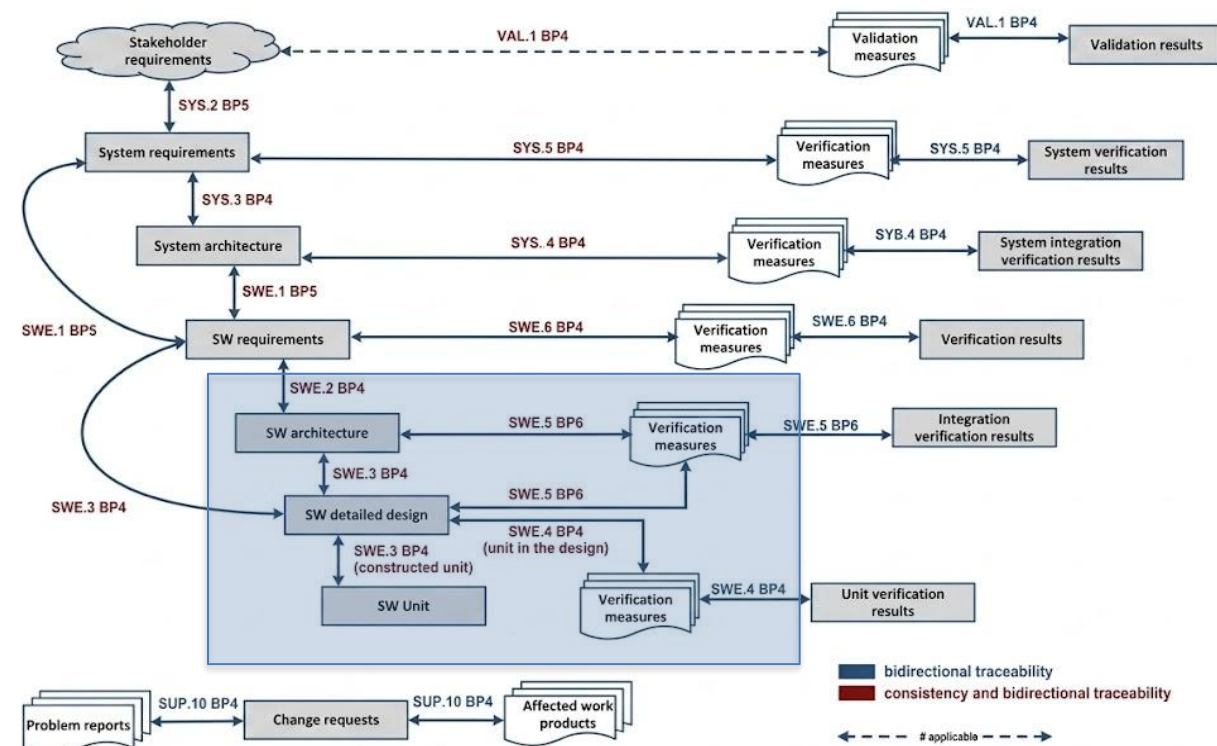 Stakeholder
requirements
VAL.1 BP4
Validation
measures
VAL.1 BP4
Validation results
SYS.2 BP5
System requirements
SYS.5 BP4
Verification
measures
SYS.5 BP4
System verification
results
SYS.3 BP4
System architecture
SYS. 4 BP4
Verification
measures
SYB.4 BP4
System integration
verification results
SWE.1 BP5
SWE.1 BP5
SW requirements
SWE.6 BP4
Verification
measures
SWE.6 BP4
Verification results
SWE.2 BP4
SW architecture
SWE.5 BP6
Verification
measures
SWE.5 BP6
Integration
verification results
SWE.3 BP4
SWE.3 BP4
SW detailed design
SWE.5 BP6
SWE.4 BP4
(unit in the design)
SWE.3 BP4
(constructed unit)
SW Unit
Verification
measures
SWE.4 BP4
Unit verification
results
bidirectional traceability
consistency and bidirectional traceability
# applicable
Problem reports
SUP.10 BP4
Change requests
SUP.10 BP4
Affected work
products